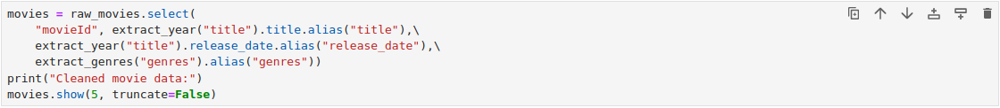 movies = raw_movies.select(
    "movieId", extract_year("title").title.alias("title"),\
    extract_year("title").release_date.alias("release_date"),\
    extract_genres("genres").alias("genres"))
print("Cleaned movie data:")
movies.show(5, truncate=False)